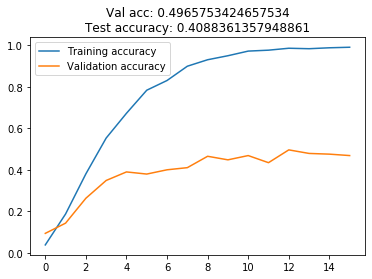 Val acc: 0.4965753424657534
Test accuracy: 0.4088361357948861
Training accuracy
Validation accuracy
1.0
0.8
0.6
0.4
0.2
0.0
0 2 4 6 8 10 12 14